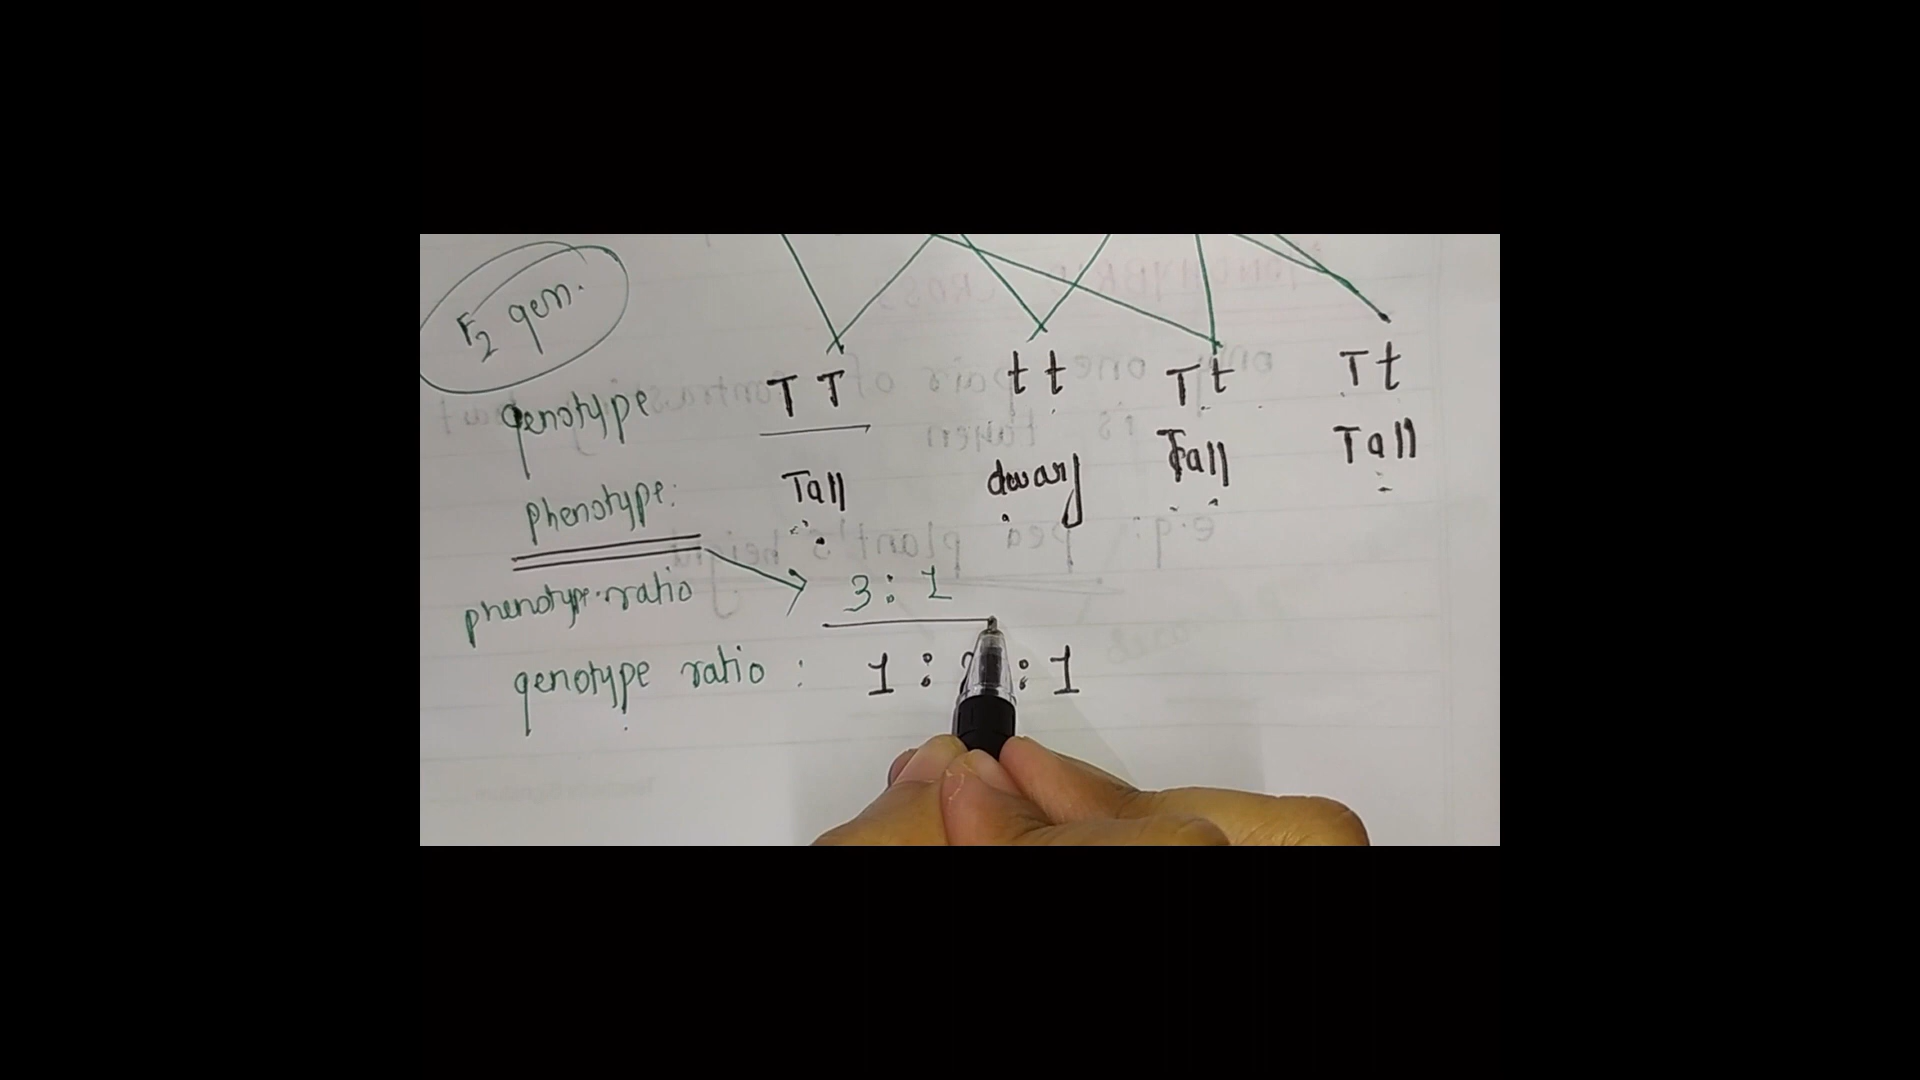 F2 gen.
genotype TT tt Tt Tt
phenotype: Tall dwarf Tall Tall
phenotype ratio 3:1
genotype ratio: 1: :1